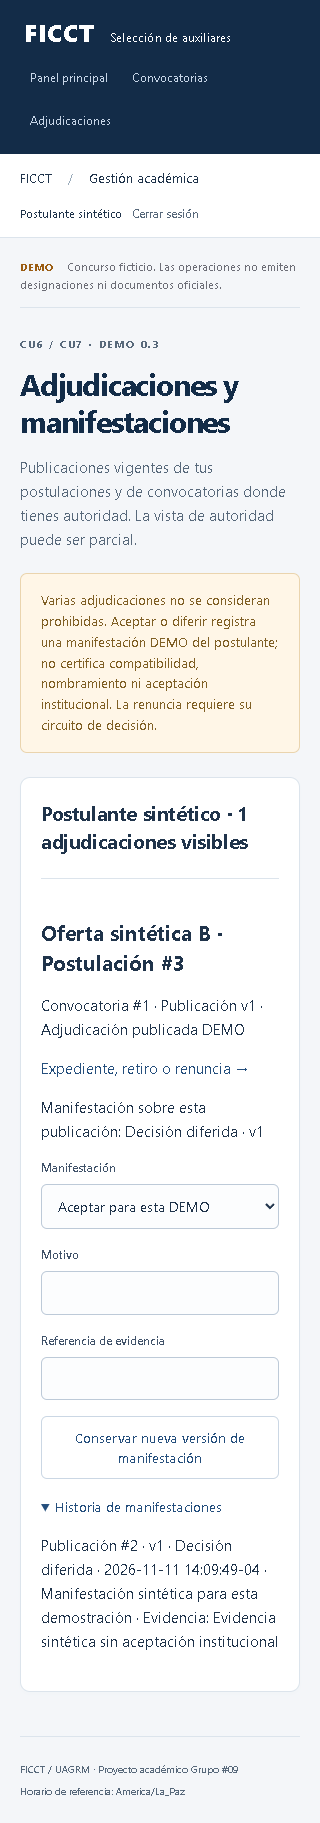 FICCT Selección de auxiliares
Panel principal Convocatorias
Adjudicaciones
FICCT / Gestión académica
Postulante sintético Cerrar sesión
DEMO Concurso ficticio. Las operaciones no emiten
designaciones ni documentos oficiales.
CU6 / CU7 · DEMO 0.3
Adjudicaciones y
manifestaciones
Publicaciones vigentes de tus
postulaciones y de convocatorias donde
tienes autoridad. La vista de autoridad
puede ser parcial.
Varias adjudicaciones no se consideran
prohibidas. Aceptar o diferir registra
una manifestación DEMO del postulante;
no certifica compatibilidad,
nombramiento ni aceptación
institucional. La renuncia requiere su
circuito de decisión.
Postulante sintético · 1
adjudicaciones visibles
Oferta sintética B ·
Postulación #3
Convocatoria #1 · Publicación v1 ·
Adjudicación publicada DEMO
Expediente, retiro o renuncia →
Manifestación sobre esta
publicación: Decisión diferida · v1
Manifestación
Aceptar para esta DEMO
Motivo
Referencia de evidencia
Conservar nueva versión de
manifestación
▼ Historia de manifestaciones
Publicación #2 · v1 · Decisión
diferida · 2026-11-11 14:09:49-04 ·
Manifestación sintética para esta
demostración · Evidencia: Evidencia
sintética sin aceptación institucional
FICCT / UAGRM · Proyecto académico Grupo #09
Horario de referencia: America/La_Paz